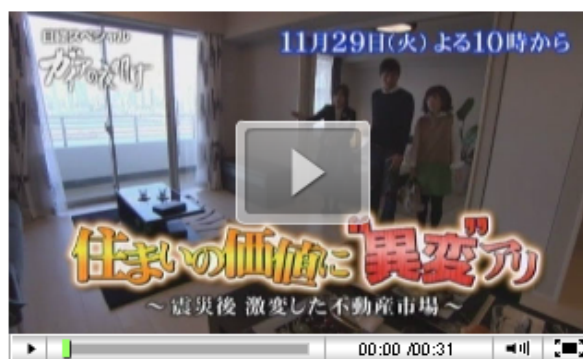 日経スペシャル
ガイアの夜明け
11月29日(火) よる10時から
住まいの価値に"異変"アリ
～震災後 激変した不動産市場～
00:00 /00:31